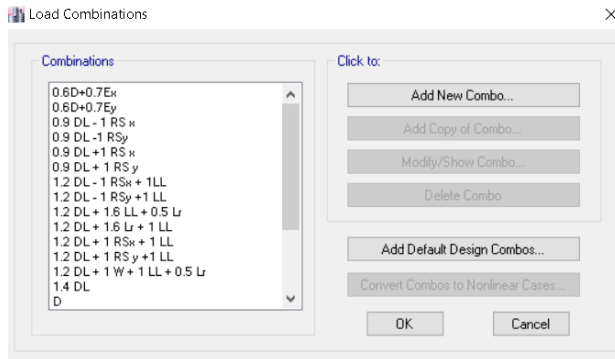 Load Combinations
Combinations
0.6D+0.7Ex
0.6D+0.7Ey
0.9 DL - 1 RS x
0.9 DL -1 RSy
0.9 DL +1 RS x
0.9 DL + 1 RS y
1.2 DL - 1 RSx + 1LL
1.2 DL - 1 RSy +1 LL
1.2 DL + 1.6 LL + 0.5 Lr
1.2 DL + 1.6 Lr + 1 LL
1.2 DL + 1 RSx + 1 LL
1.2 DL + 1 RS y +1 LL
1.2 DL + 1 W + 1 LL + 0.5 Lr
1.4 DL
D
Click to:
Add New Combo...
Add Copy of Combo...
Modify/Show Combo...
Delete Combo
Add Default Design Combos...
Convert Combos to Nonlinear Cases...
OK
Cancel